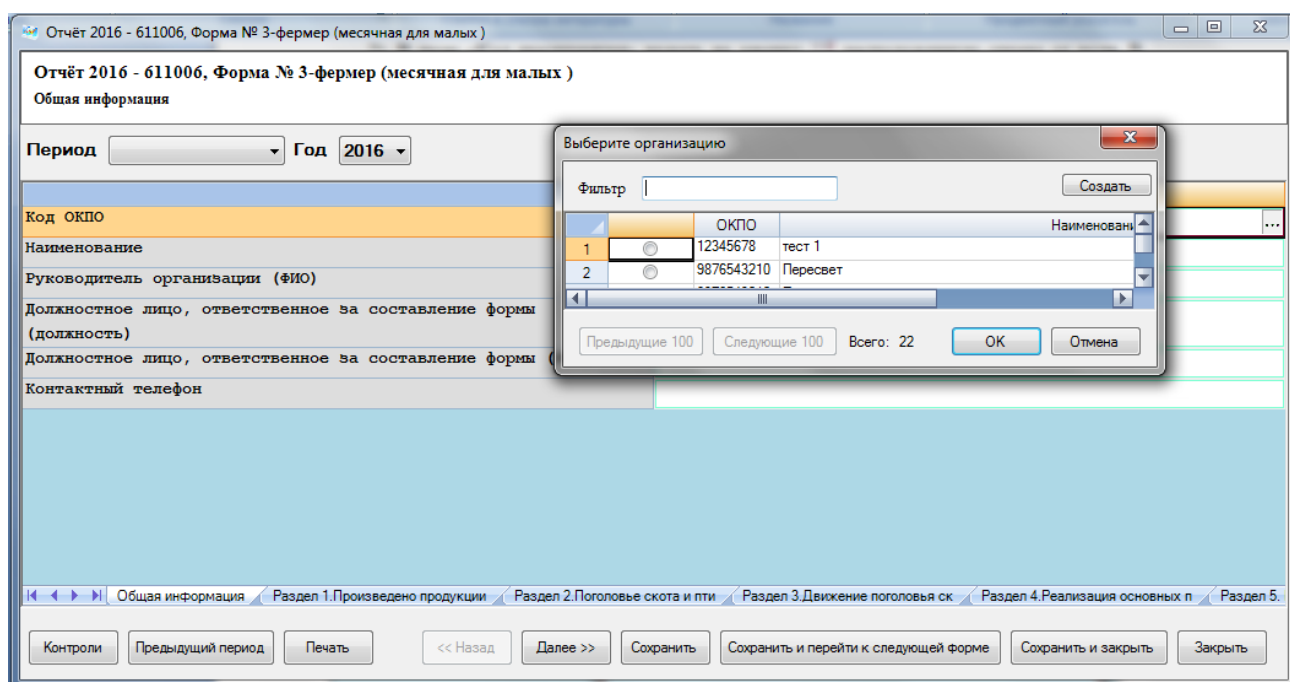 Отчёт 2016 - 611006, Форма № 3-фермер (месячная для малых )
Отчёт 2016 - 611006, Форма № 3-фермер (месячная для малых )
Общая информация
Период Год 2016
Выберите организацию
Фильтр Создать
ОКПО Наименовани
1 12345678 тест 1
2 9876543210 Пересвет
Предыдущие 100 Следующие 100 Всего: 22 ОК Отмена
Код ОКПО ...
Наименование
Руководитель организации (ФИО)
Должностное лицо, ответственное за составление формы
(должность)
Должностное лицо, ответственное за составление формы (
Контактный телефон
Общая информация Раздел 1.Произведено продукции Раздел 2.Поголовье скота и пти Раздел 3.Движение поголовья ск Раздел 4.Реализация основных п Раздел 5.
Контроли Предыдущий период Печать << Назад Далее >> Сохранить Сохранить и перейти к следующей форме Сохранить и закрыть Закрыть